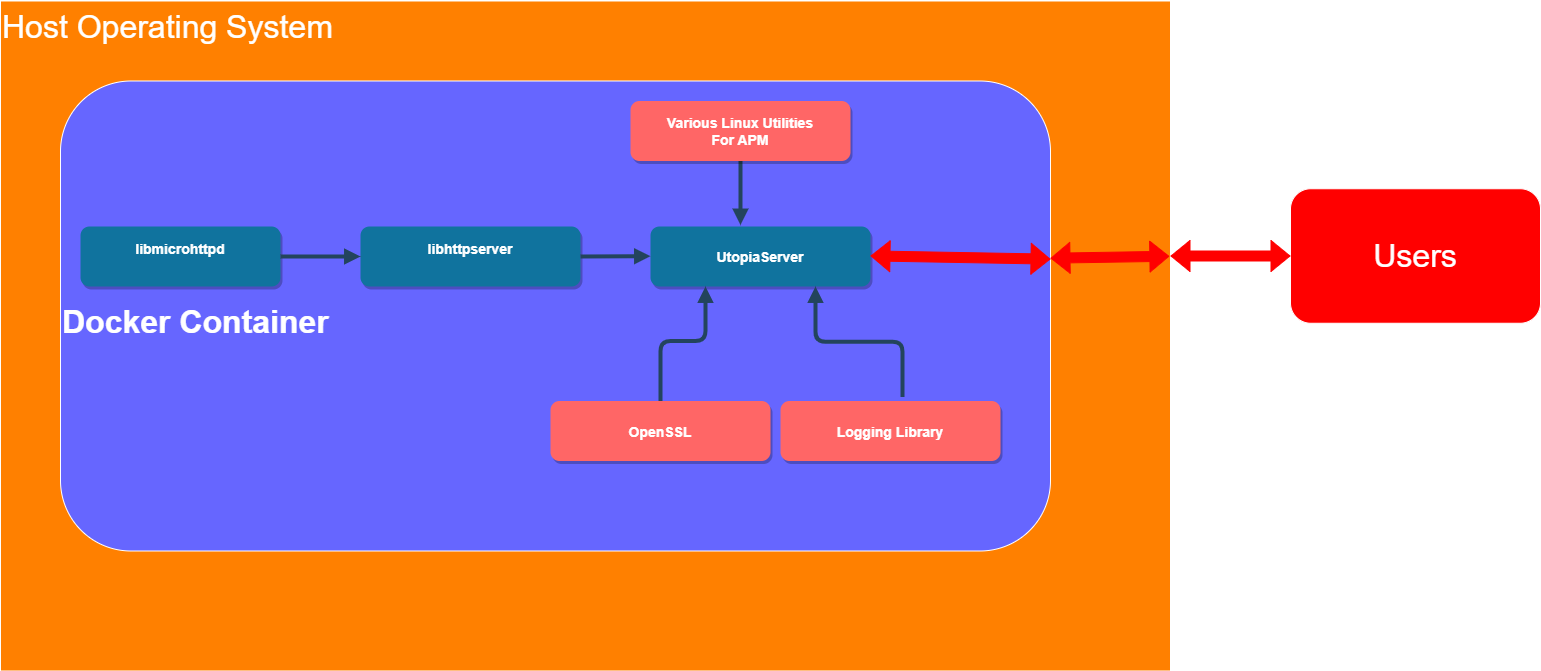 Host Operating System
Various Linux Utilities
For APM
libmicrohttpd
libhttpserver
UtopiaServer
Users
Docker Container
OpenSSL
Logging Library